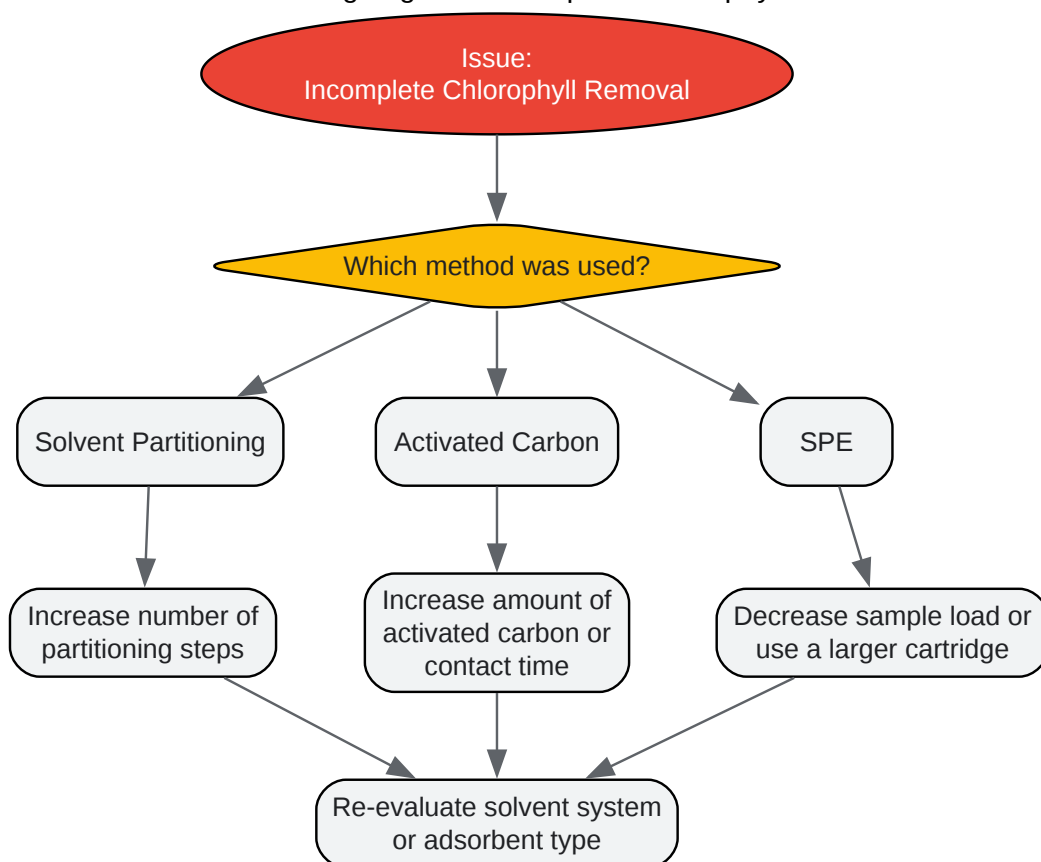 Issue:
Incomplete Chlorophyll Removal
Which method was used?
Solvent Partitioning
Activated Carbon
SPE
Increase number of
partitioning steps
Increase amount of
activated carbon or
contact time
Decrease sample load or
use a larger cartridge
Re-evaluate solvent system
or adsorbent type